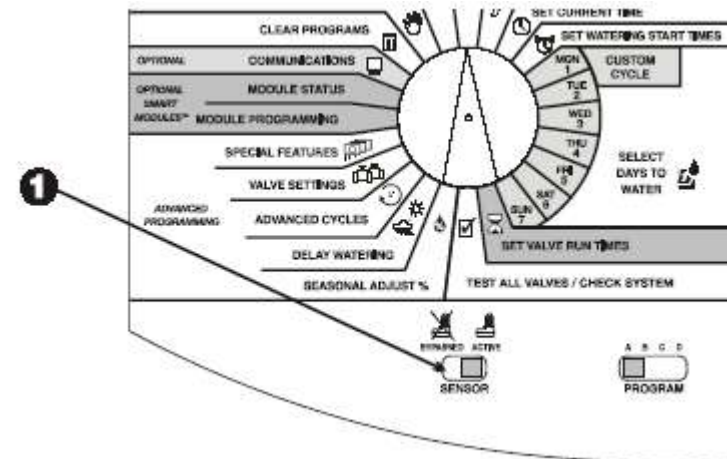 SET CURRENT TIME
CLEAR PROGRAMS
SET WATERING START TIMES
OPTIONAL
COMMUNICATIONS
MON
1
CUSTOM
CYCLE
OPTIONAL
SMART
MODULES™
MODULE STATUS
TUE
2
MODULE PROGRAMMING
WED
3
SPECIAL FEATURES
THU
4
SELECT
DAYS TO
WATER
1
VALVE SETTINGS
FRI
5
ADVANCED
PROGRAMMING
ADVANCED CYCLES
SAT
6
SUN
7
DELAY WATERING
SET VALVE RUN TIMES
SEASONAL ADJUST %
TEST ALL VALVES / CHECK SYSTEM
BYPASSED ACTIVE
SENSOR
A B C D
PROGRAM